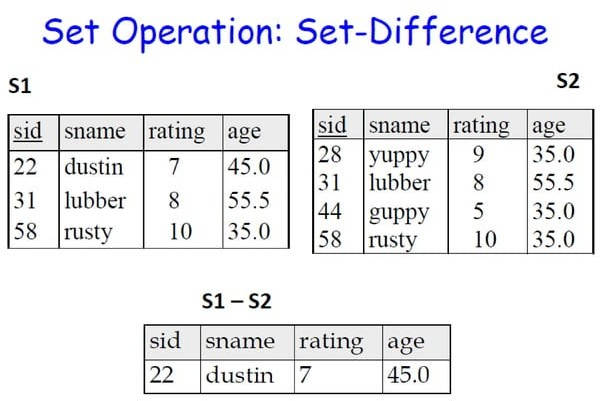 Set Operation: Set-Difference
S1
sid sname rating age
22 dustin 7 45.0
31 lubber 8 55.5
58 rusty 10 35.0
S2
sid sname rating age
28 yuppy 9 35.0
31 lubber 8 55.5
44 guppy 5 35.0
58 rusty 10 35.0
S1 – S2
sid sname rating age
22 dustin 7 45.0